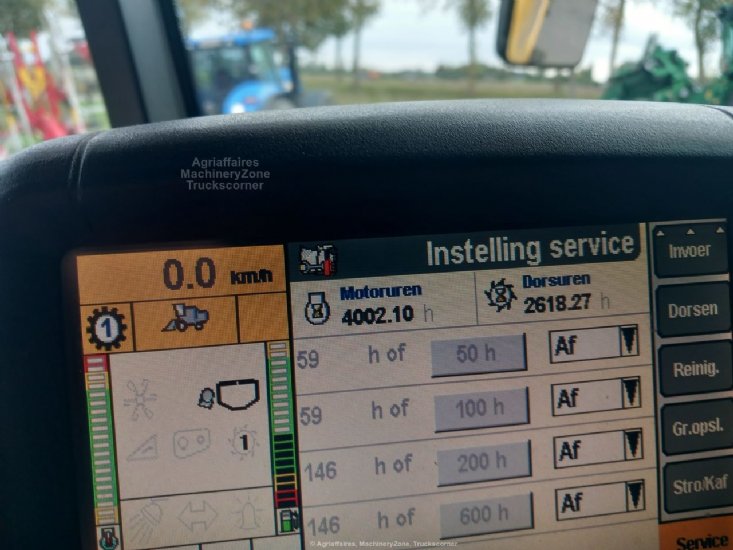 Agriaffaires
MachineryZone
Truckscorner
0.0 km/h
Instelling service
Invoer
Motoruren
4002.10 h
Dorsuren
2618.27 h
Dorsen
1
59 h of 50 h Af
Reinig.
59 h of 100 h Af
Gr.opsl.
1
146 h of 200 h Af
Stro/Kaf
146 h of 600 h Af
Service
© Agriaffaires, MachineryZone, Truckscorner